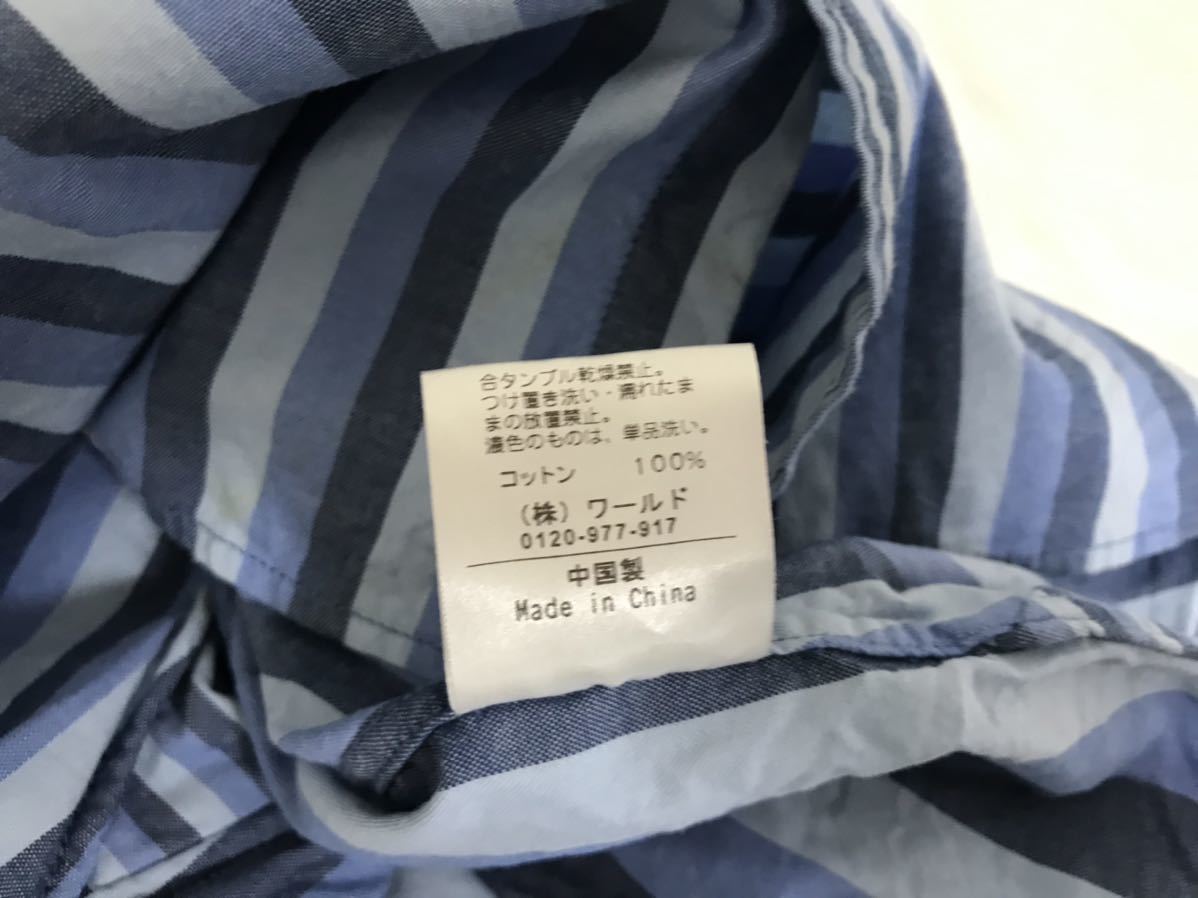 合タンブル乾燥禁止。
つけ置き洗い・濡れたま
まの放置禁止。
濃色のものは、単品洗い。
コットン 100%
(株)ワールド
0120-977-917
中国製
Made in China